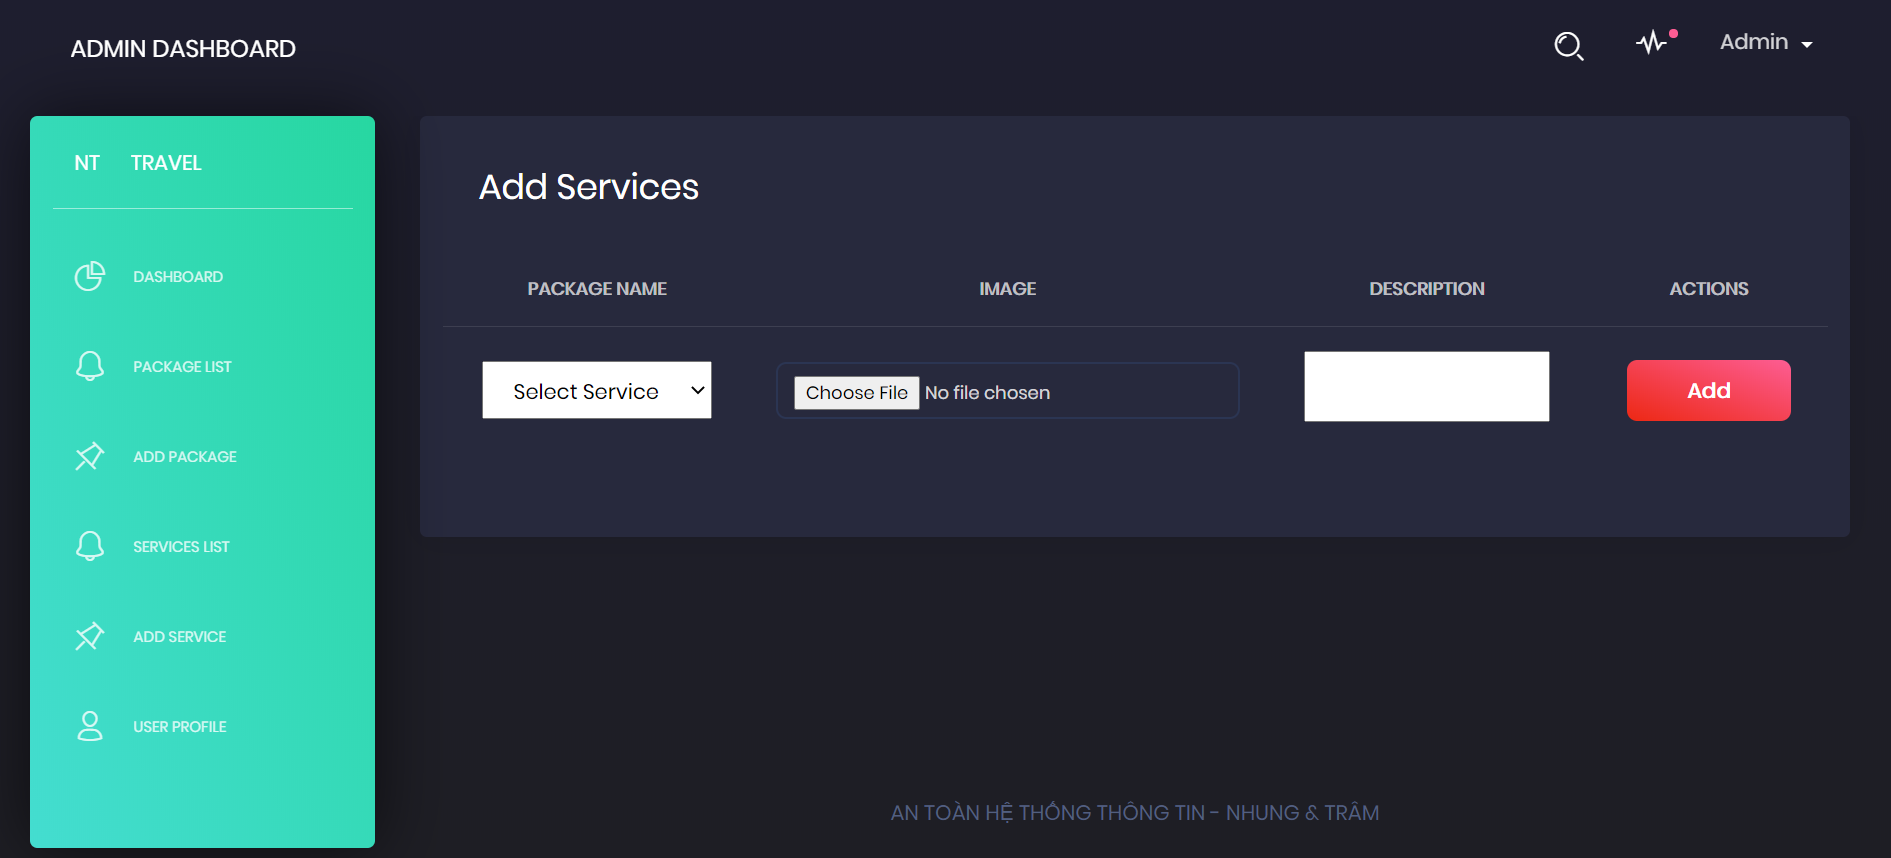 ADMIN DASHBOARD
Admin
NT TRAVEL
DASHBOARD
PACKAGE LIST
ADD PACKAGE
SERVICES LIST
ADD SERVICE
USER PROFILE
Add Services
PACKAGE NAME IMAGE DESCRIPTION ACTIONS
Select Service Choose File No file chosen Add
AN TOÀN HỆ THỐNG THÔNG TIN - NHUNG & TRÂM